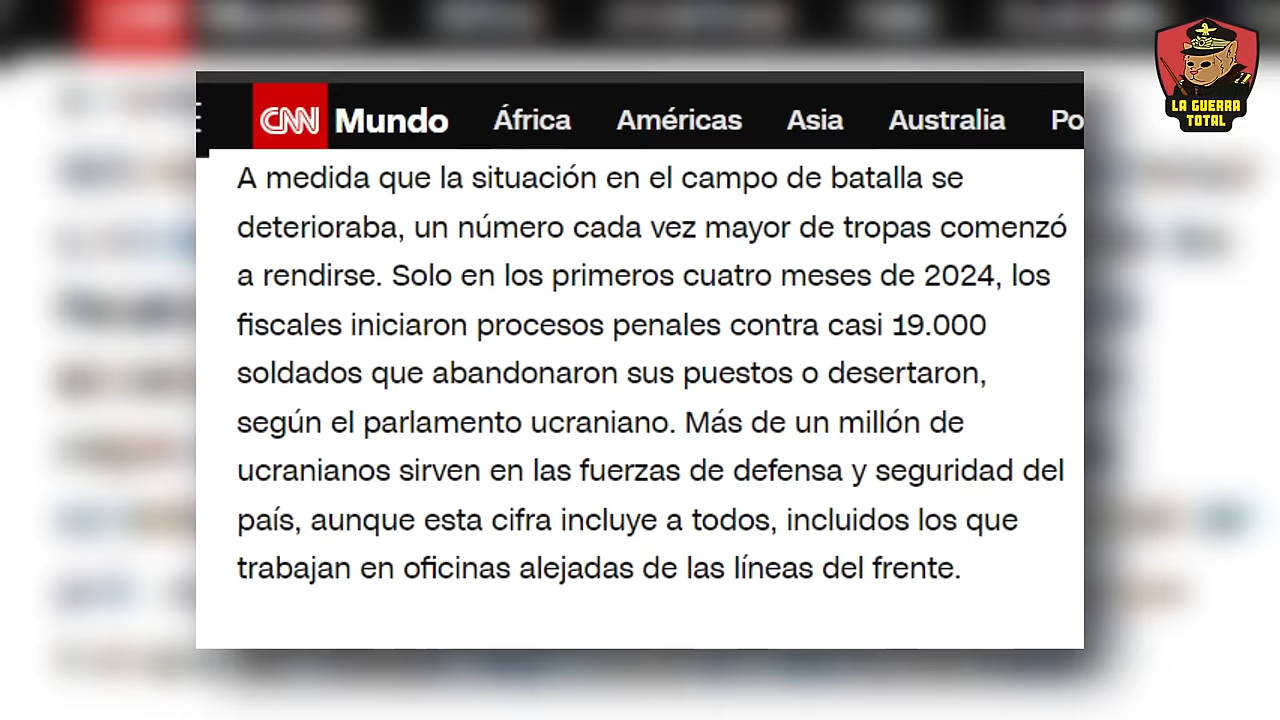 CNN Mundo África Américas Asia Australia Po
LA GUERRA
TOTAL
A medida que la situación en el campo de batalla se
deterioraba, un número cada vez mayor de tropas comenzó
a rendirse. Solo en los primeros cuatro meses de 2024, los
fiscales iniciaron procesos penales contra casi 19.000
soldados que abandonaron sus puestos o desertaron,
según el parlamento ucraniano. Más de un millón de
ucranianos sirven en las fuerzas de defensa y seguridad del
país, aunque esta cifra incluye a todos, incluidos los que
trabajan en oficinas alejadas de las líneas del frente.